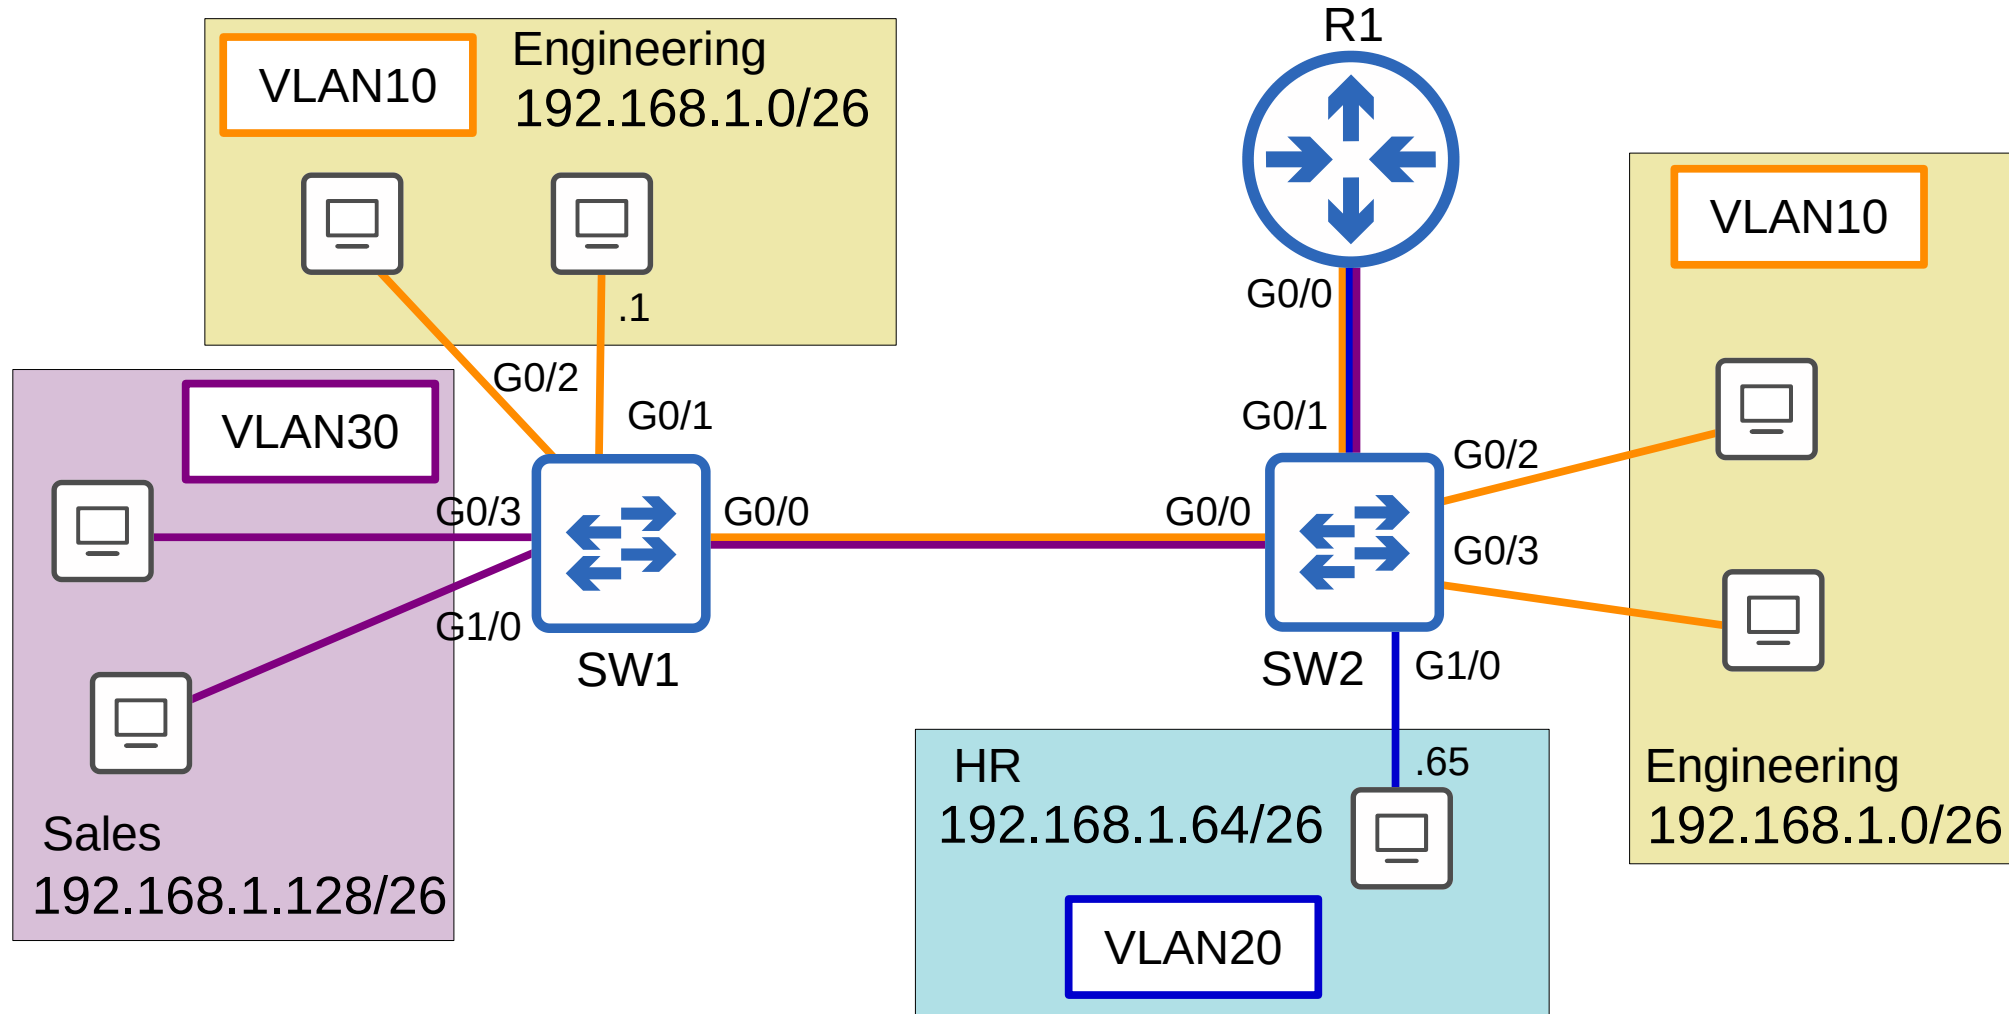 R1
VLAN10
Engineering
192.168.1.0/26
VLAN10
.1
G0/0
G0/2
G0/1
G0/1
VLAN30
G0/2
G0/3
G0/0
G0/0
G0/3
G1/0
SW1
SW2
G1/0
HR
.65
192.168.1.64/26
Engineering
192.168.1.0/26
Sales
192.168.1.128/26
VLAN20